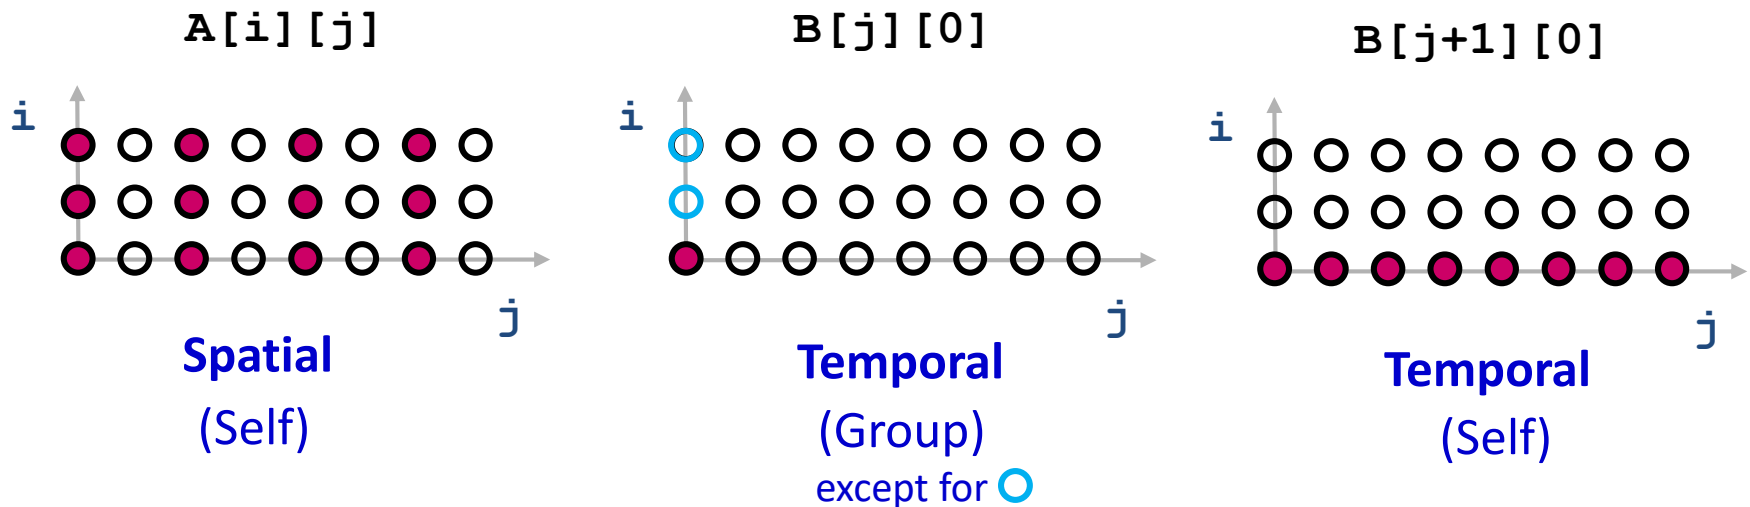 A[i][j]
i
j
Spatial
(Self)
B[j][0]
i
j
Temporal
(Group)
except for
B[j+1][0]
i
j
Temporal
(Self)